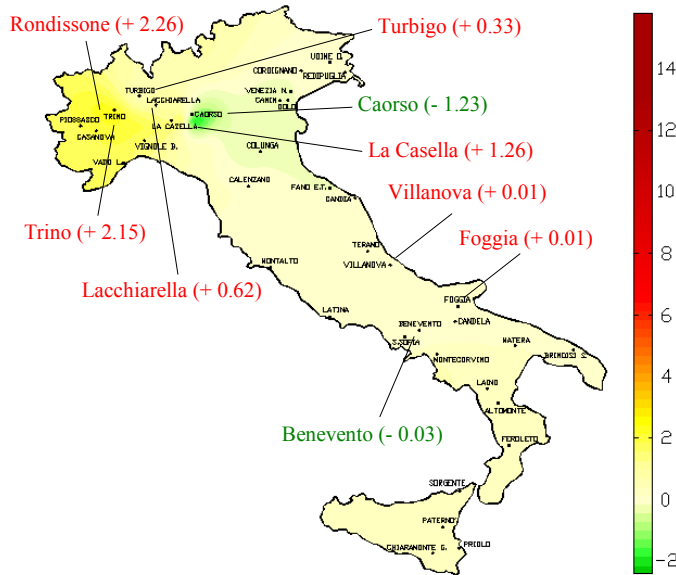 Rondissone (+ 2.26)
Turbigo (+ 0.33)
Caorso (- 1.23)
La Casella (+ 1.26)
Villanova (+ 0.01)
Foggia (+ 0.01)
Trino (+ 2.15)
Lacchiarella (+ 0.62)
Benevento (- 0.03)
UDINE O.
CORDIGNANO
REDIPUGLIA
TURBIGO
VENEZIA N.
LACCHIARELLA
CAMIN
DOLO
TRINO
CAORSO
PIOSSASCO
LA CASELLA
CASANOVA
VIGNOLE B.
COLUNGA
VADO L.
CALENZANO
FANO E.T.
CANDIA
TERAMO
MONTALTO
VILLANOVA
FOGGIA
LATINA
CANDELA
BENEVENTO
S.SOFIA
MATERA
BRINDISI S.
MONTECORVINO
LAINO
ALTOMONTE
FEROLETO
SORGENTE
PATERNO'
PRIOLO
CHIARAMONTE G.
14
12
10
8
6
4
2
0
-2